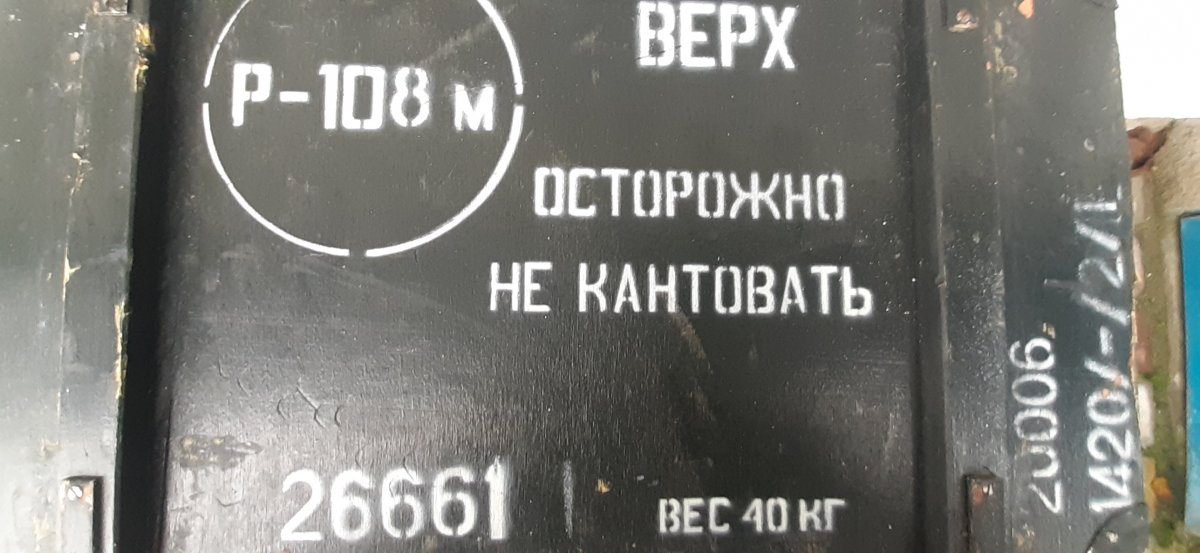 ВЕРХ
Р-108 м
ОСТОРОЖНО
НЕ КАНТОВАТЬ
26661
ВЕС 40 КГ